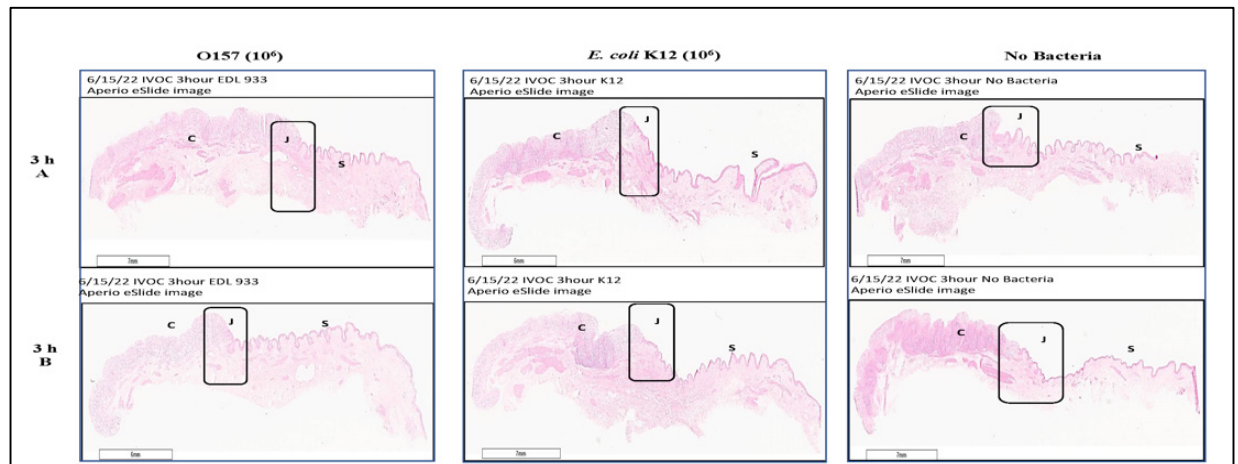 O157 (10⁶)
E. coli K12 (10⁶)
No Bacteria
3 h
A
6/15/22 IVOC 3hour EDL 933
Aperio eSlide image
C
J
S
7mm
6/15/22 IVOC 3hour K12
Aperio eSlide image
C
J
S
6mm
6/15/22 IVOC 3hour No Bacteria
Aperio eSlide image
C
J
S
7mm
3 h
B
6/15/22 IVOC 3hour EDL 933
Aperio eSlide image
C
J
S
6mm
6/15/22 IVOC 3hour K12
Aperio eSlide image
C
J
S
7mm
6/15/22 IVOC 3hour No Bacteria
Aperio eSlide image
C
J
S
7mm